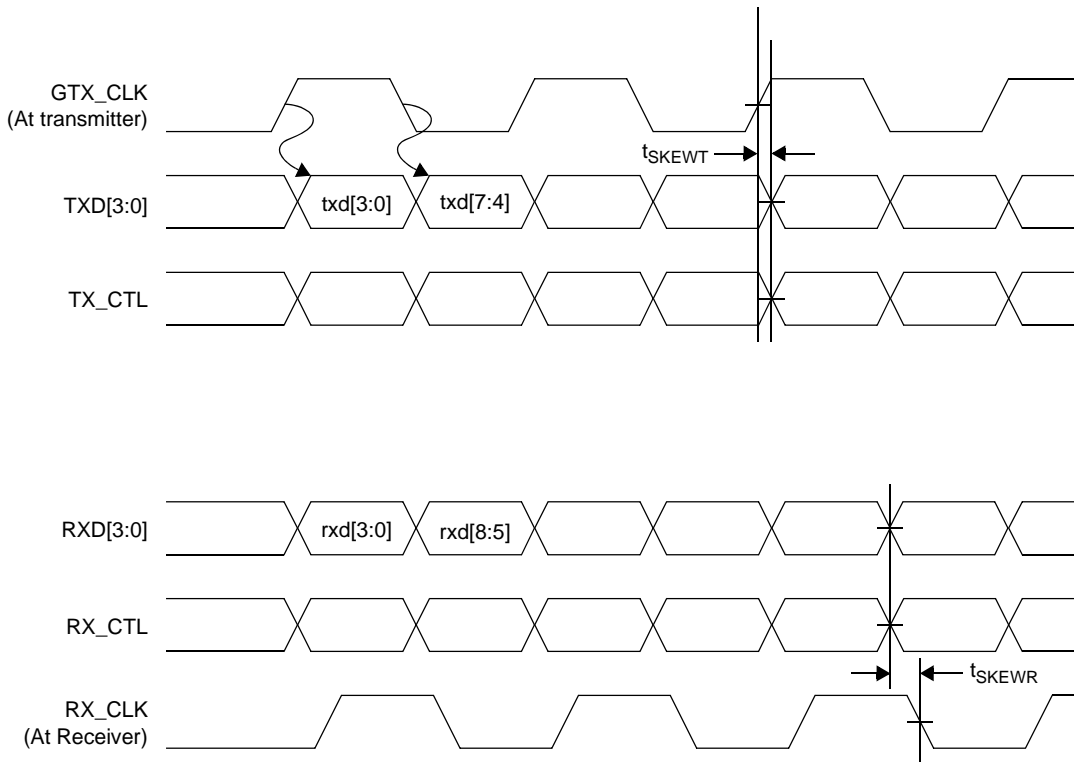 GTX_CLK
(At transmitter)
tSKEWT
TXD[3:0]
txd[3:0]
txd[7:4]
TX_CTL
RXD[3:0]
rxd[3:0]
rxd[8:5]
RX_CTL
tSKEWR
RX_CLK
(At Receiver)